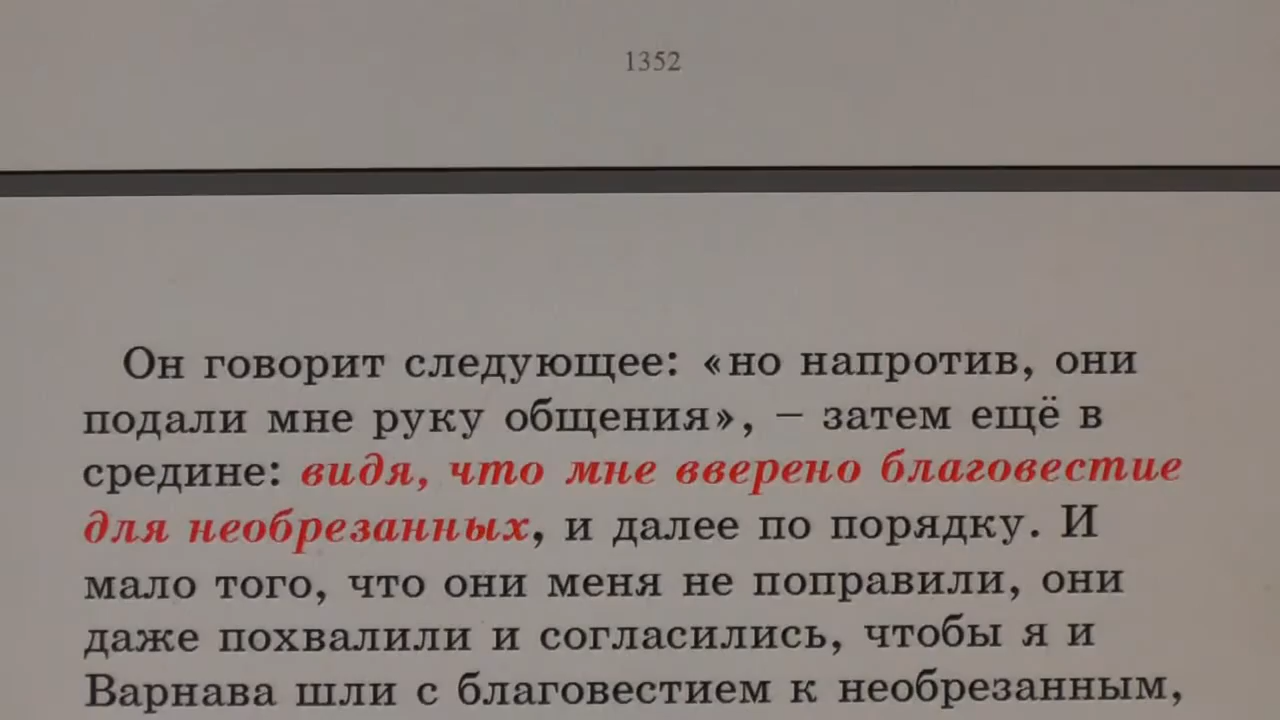 1352
Он говорит следующее: «но напротив, они
подали мне руку общения», – затем ещё в
средине: видя, что мне вверено благовестие
для необрезанных, и далее по порядку. И
мало того, что они меня не поправили, они
даже похвалили и согласились, чтобы я и
Варнава шли с благовестием к необрезанным,